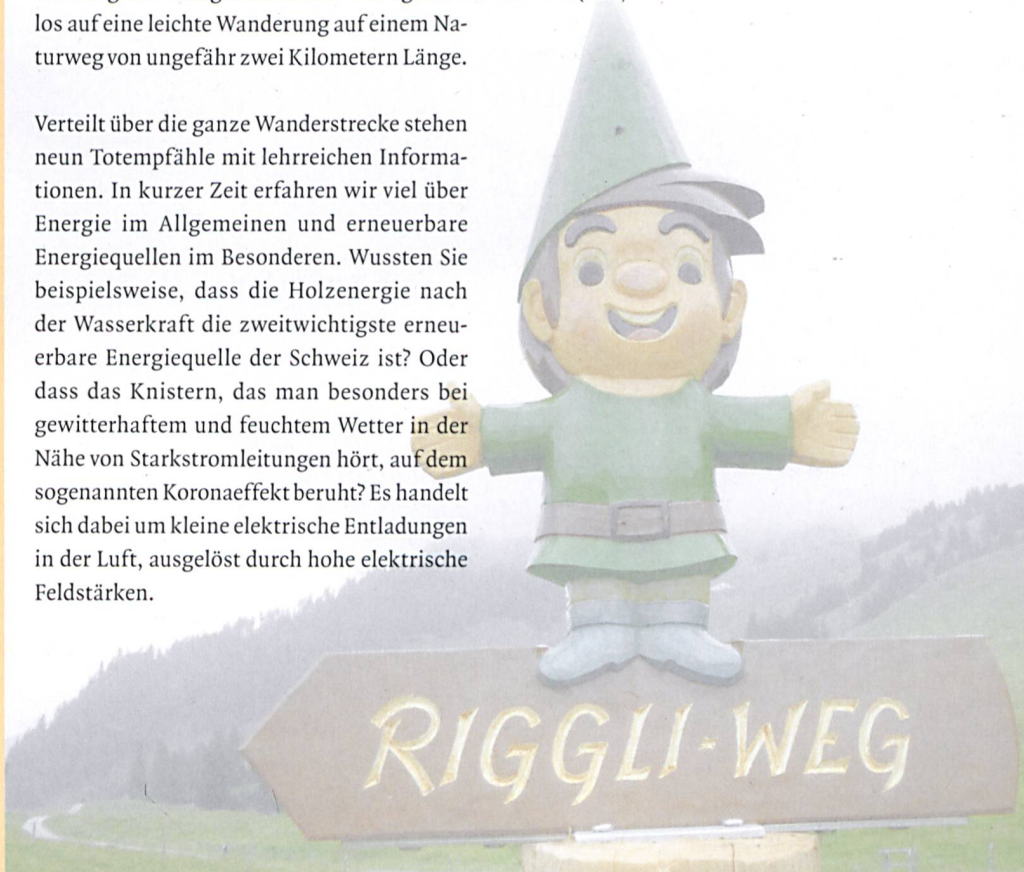 los auf eine leichte Wanderung auf einem Na-
turweg von ungefähr zwei Kilometern Länge.
Verteilt über die ganze Wanderstrecke stehen
neun Totempfähle mit lehrreichen Informa-
tionen. In kurzer Zeit erfahren wir viel über
Energie im Allgemeinen und erneuerbare
Energiequellen im Besonderen. Wussten Sie
beispielsweise, dass die Holzenergie nach
der Wasserkraft die zweitwichtigste erneu-
erbare Energiequelle der Schweiz ist? Oder
dass das Knistern, das man besonders bei
gewitterhaftem und feuchtem Wetter in der
Nähe von Starkstromleitungen hört, auf dem
sogenannten Koronaeffekt beruht? Es handelt
sich dabei um kleine elektrische Entladungen
in der Luft, ausgelöst durch hohe elektrische
Feldstärken.
RIGGLI-WEG